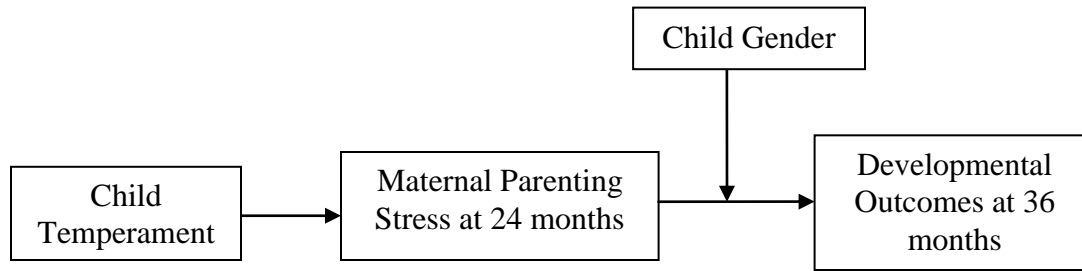 Child Gender
Child
Temperament
Maternal Parenting
Stress at 24 months
Developmental
Outcomes at 36
months